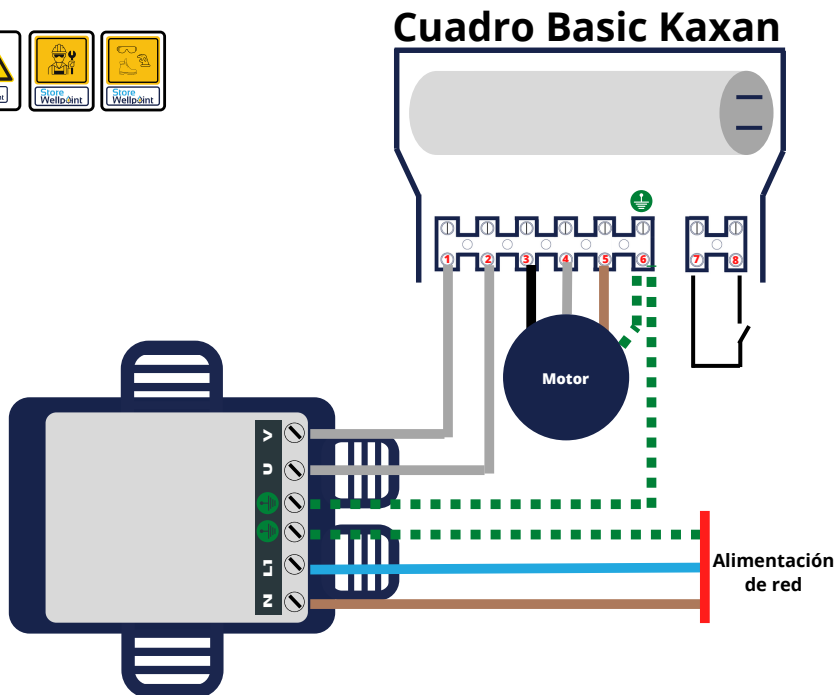 Cuadro Basic Kaxan
Store
Wellpoint
Store
Wellpoint
1 2 3 4 5 6 7 8
Motor
V
U
L1
N
Alimentación
de red